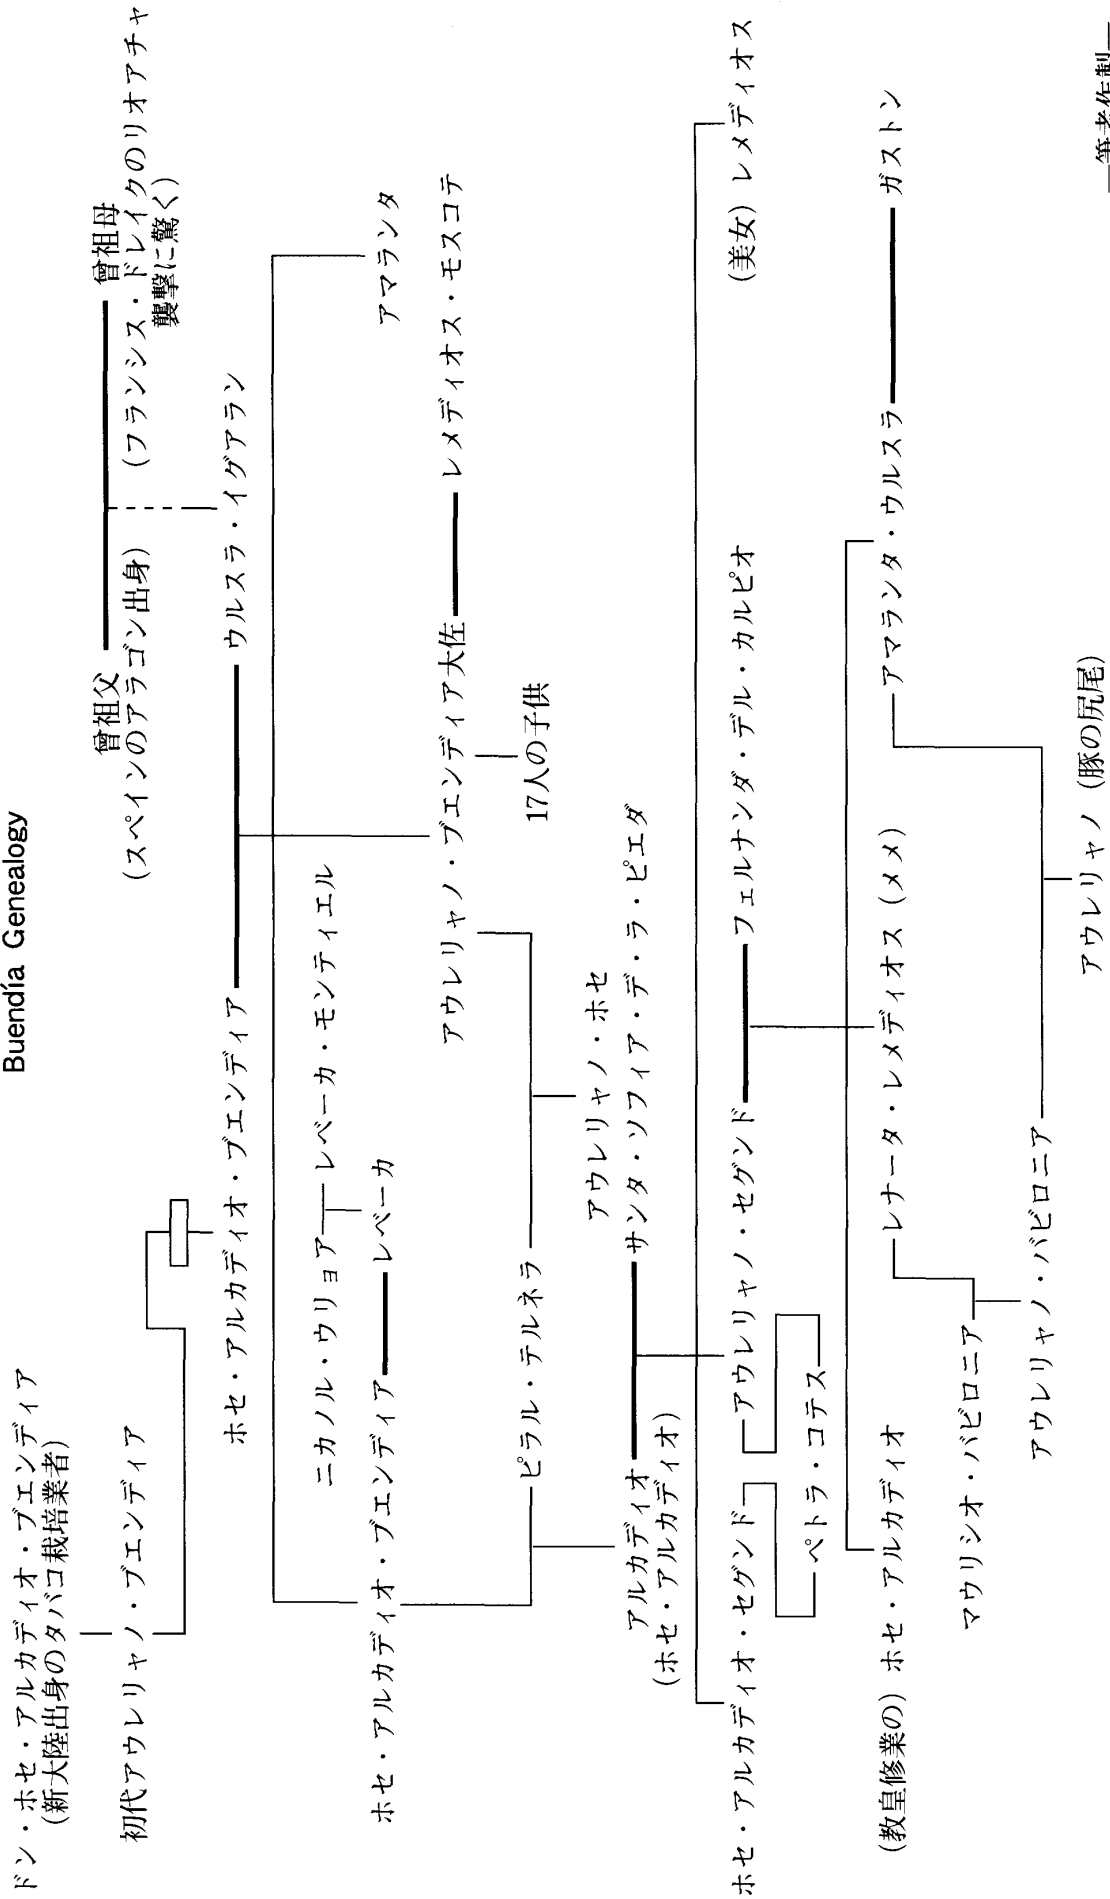 Buendía Genealogy
ドン・ホセ・アルカディオ・ブエンディア
(新大陸出身のタバコ栽培業者)
曾祖父
曾祖母
(スペインのアラゴン出身)
(フランシス・ドレイクのリオアチャ
襲撃に驚く)
初代アウレリャノ・ブエンディア
ホセ・アルカディオ・ブエンディア
ウルスラ・イグアラン
ニカノル・ウリョア
レベーカ・モンティエル
ホセ・アルカディオ・ブエンディア
レベーカ
アマランタ
アウレリャノ・ブエンディア大佐
レメディオス・モスコテ
ピラル・テルネラ
17人の子供
アウレリャノ・ホセ
アルカディオ
(ホセ・アルカディオ)
サンタ・ソフィア・デ・ラ・ピエダ
ホセ・アルカディオ・セグンド
アウレリャノ・セグンド
フェルナンダ・デル・カルピオ
(美女) レメディオス
ペトラ・コテス
(教皇修業の) ホセ・アルカディオ
レナータ・レメディオス (メメ)
アマランタ・ウルスラ
ガストン
マウリシオ・バビロニア
アウレリャノ・バビロニア
アウレリャノ (豚の尻尾)
―筆者作制―